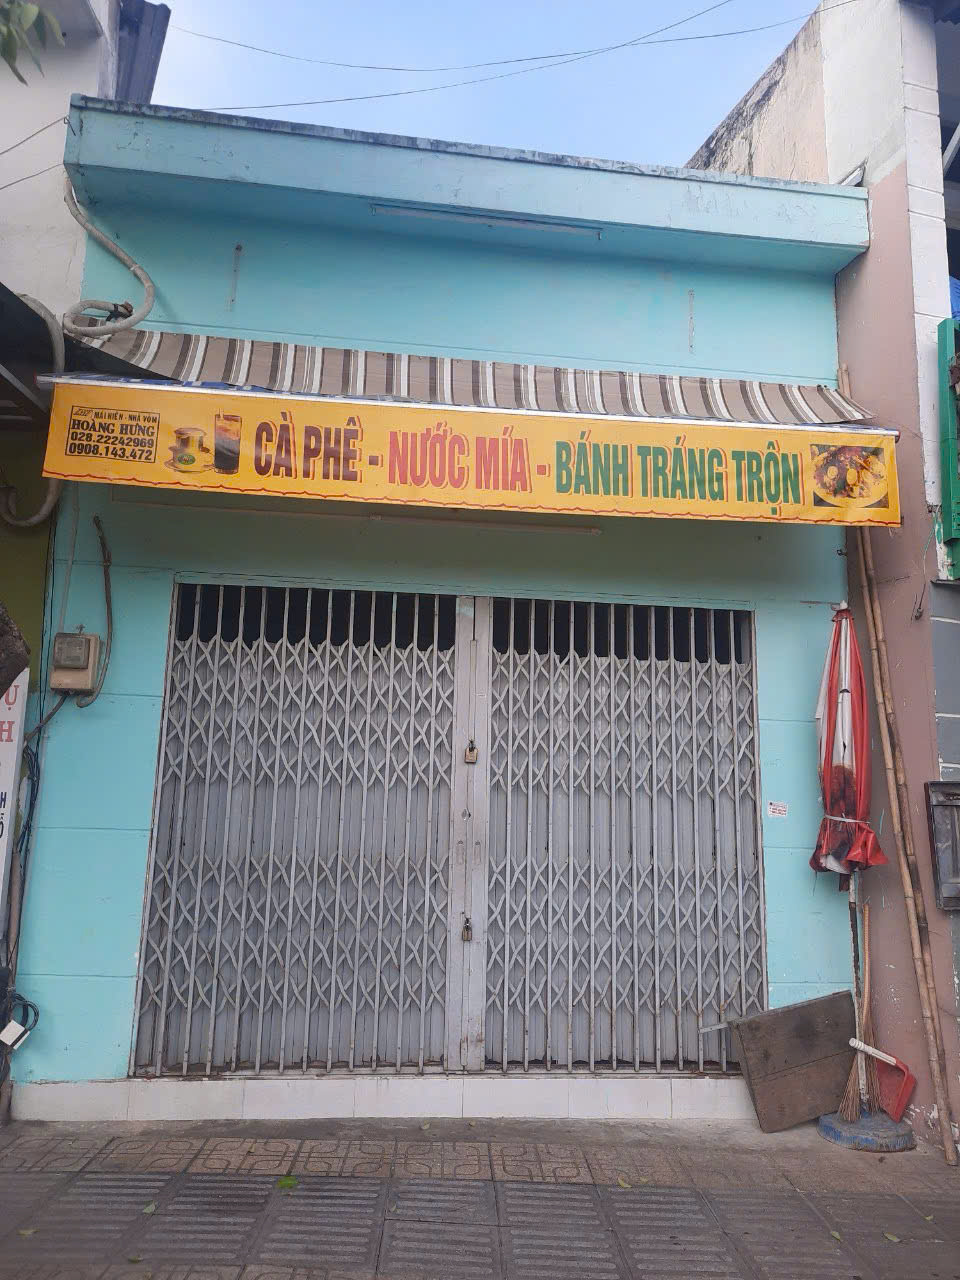 MÁI HIÊN - NHÀ VÒM
HOÀNG HƯNG
028.22242969
0908.143.472
CÀ PHÊ - NƯỚC MÍA - BÁNH TRÁNG TRỘN